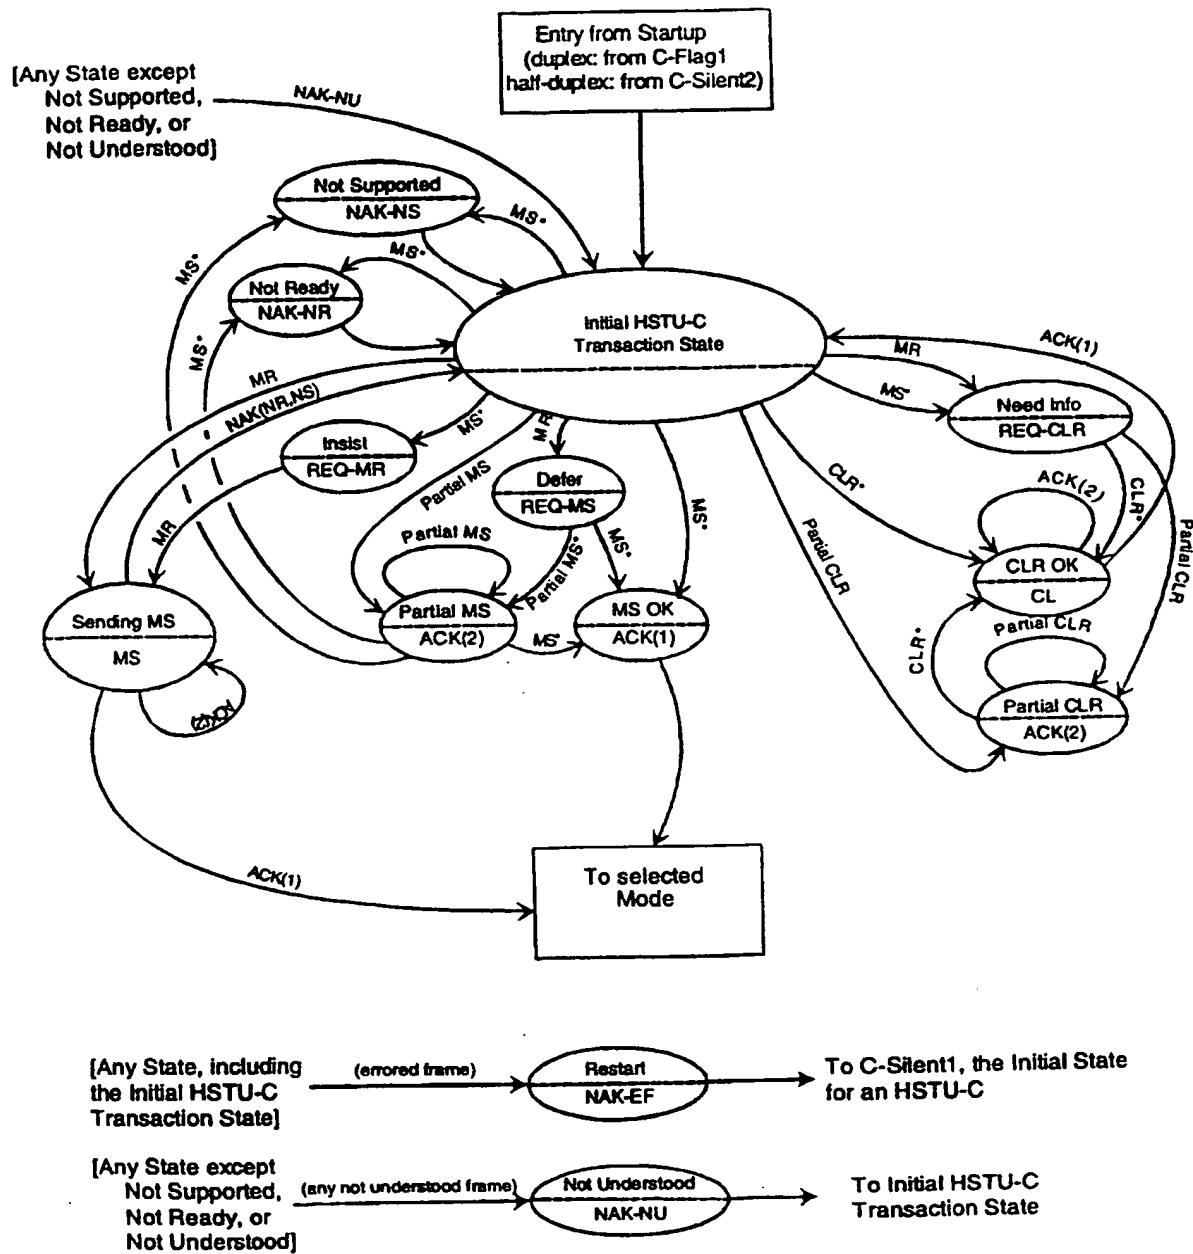 Entry from Startup
(duplex: from C-Flag1
half-duplex: from C-Silent2)
[Any State except
Not Supported,
Not Ready, or
Not Understood]
NAK-NU
Not Supported
NAK-NS
MS*
MS*
MS*
Not Ready
NAK-NR
MS*
Initial HSTU-C
Transaction State
ACK(1)
MR
MS*
Need Info
REQ-CLR
MR
NAK(NR,NS)
MS*
Insist
REQ-MR
MR
MR
Defer
REQ-MS
Partial MS
MS*
CLR*
Partial CLR
ACK(2)
CLR*
Partial CLR
CLR OK
CL
Partial MS
Partial MS*
MS*
Partial MS
ACK(2)
MS*
MS OK
ACK(1)
Sending MS
MS
ACK(2)
CLR*
Partial CLR
Partial CLR
ACK(2)
ACK(1)
To selected
Mode
[Any State, including
the Initial HSTU-C
Transaction State]
(errored frame)
Restart
NAK-EF
To C-Silent1, the Initial State
for an HSTU-C
[Any State except
Not Supported,
Not Ready, or
Not Understood]
(any not understood frame)
Not Understood
NAK-NU
To Initial HSTU-C
Transaction State